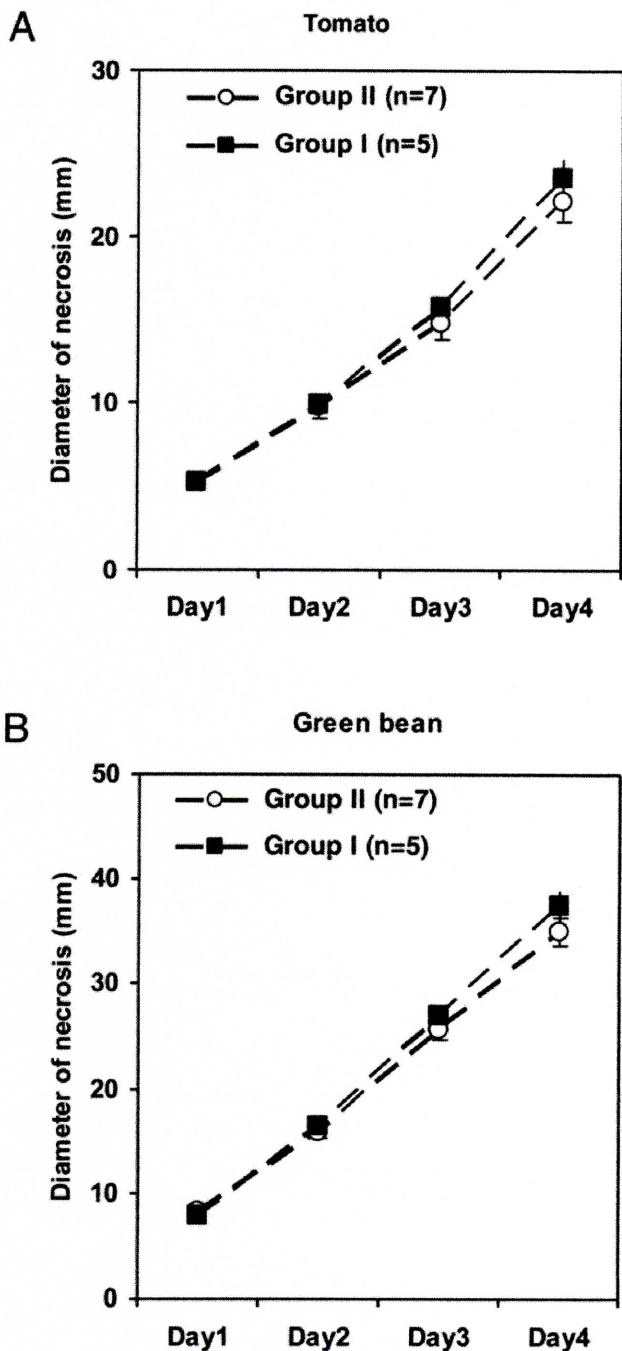 A
Tomato
30
Group II (n=7)
Group I (n=5)
20
10
0
Diameter of necrosis (mm)
Day1 Day2 Day3 Day4
B
Green bean
50
Group II (n=7)
Group I (n=5)
40
30
20
10
0
Diameter of necrosis (mm)
Day1 Day2 Day3 Day4